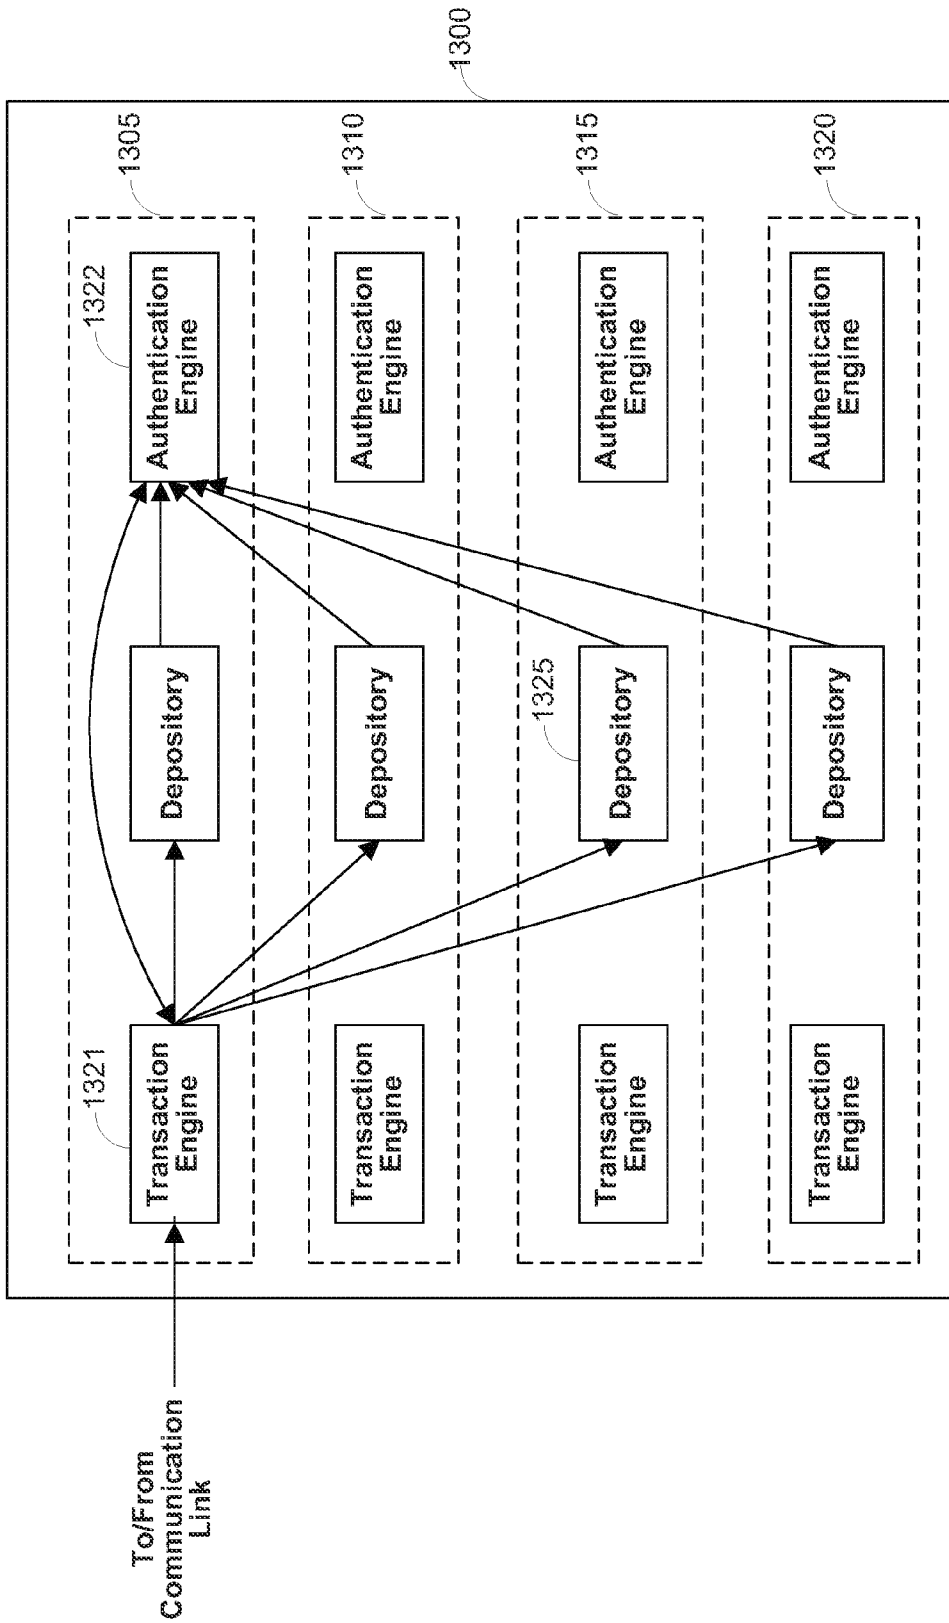 1300
1305
1322
1321
To/From
Communication
Link
Transaction
Engine
Depository
Authentication
Engine
1310
Transaction
Engine
Depository
Authentication
Engine
1315
1325
Transaction
Engine
Depository
Authentication
Engine
1320
Transaction
Engine
Depository
Authentication
Engine